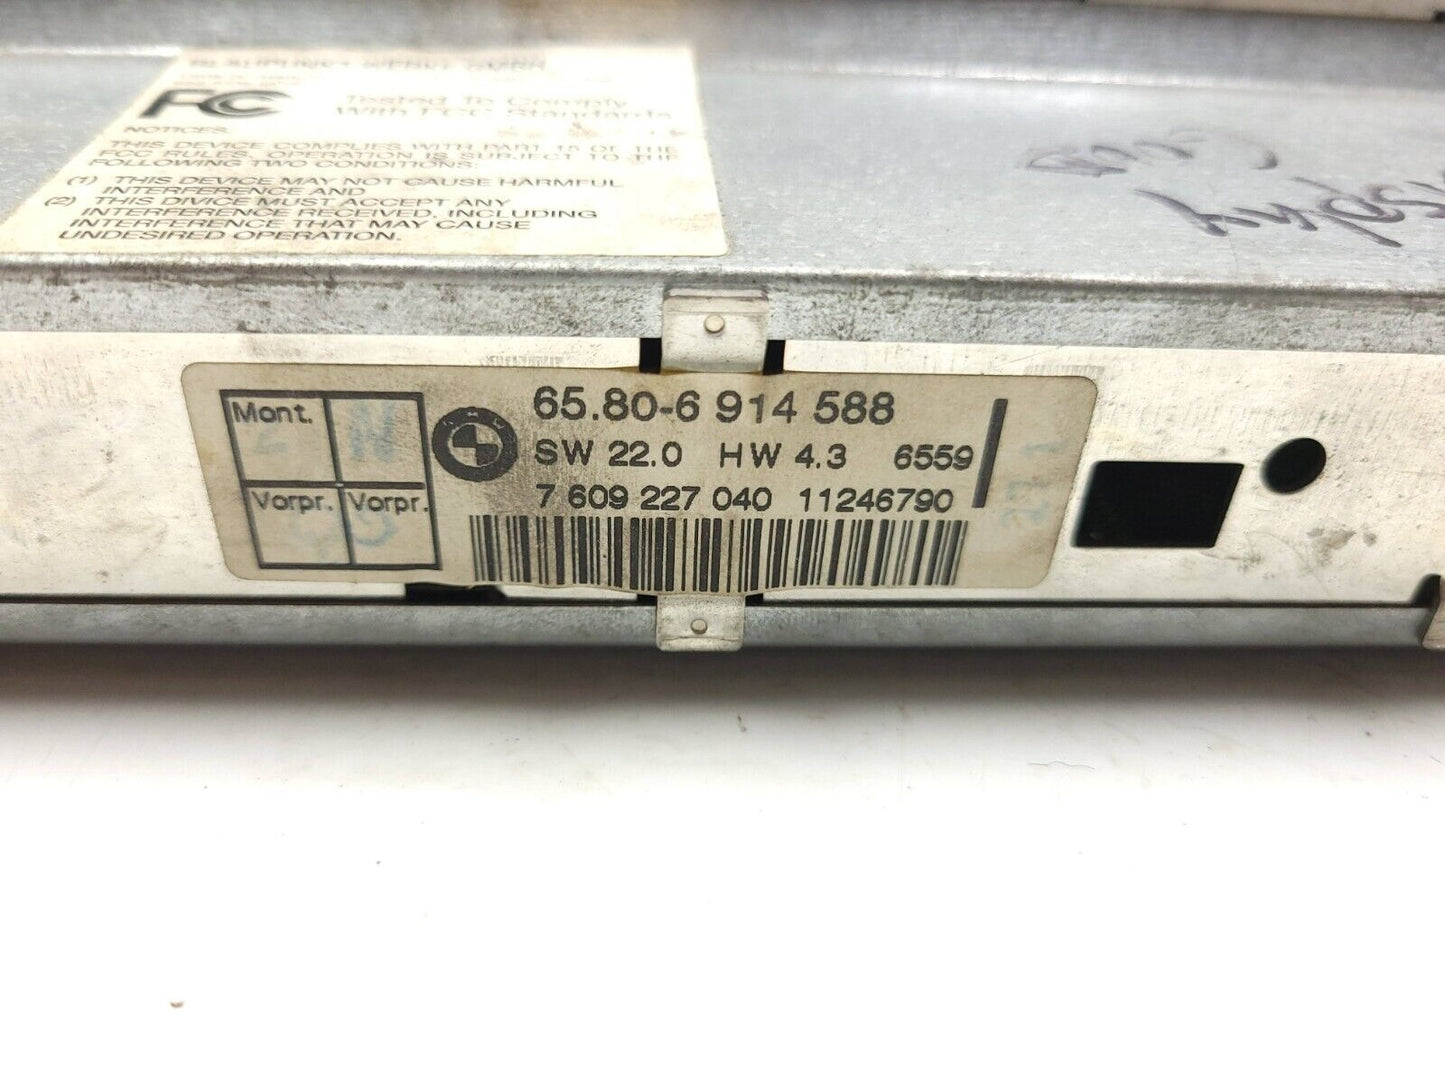 FCC
Tested To Comply
With FCC Standards
NOTICES:
THIS DEVICE COMPLIES WITH PART 15 OF THE
FCC RULES. OPERATION IS SUBJECT TO THE
FOLLOWING TWO CONDITIONS:
(1) THIS DEVICE MAY NOT CAUSE HARMFUL
INTERFERENCE AND
(2) THIS DIVICE MUST ACCEPT ANY
INTERFERENCE RECEIVED, INCLUDING
INTERFERENCE THAT MAY CAUSE
UNDESIRED OPERATION.
Mont.
Vorpr. Vorpr.
BMW
65.80-6 914 588
SW 22.0 HW 4.3 6559
7 609 227 040 11246790